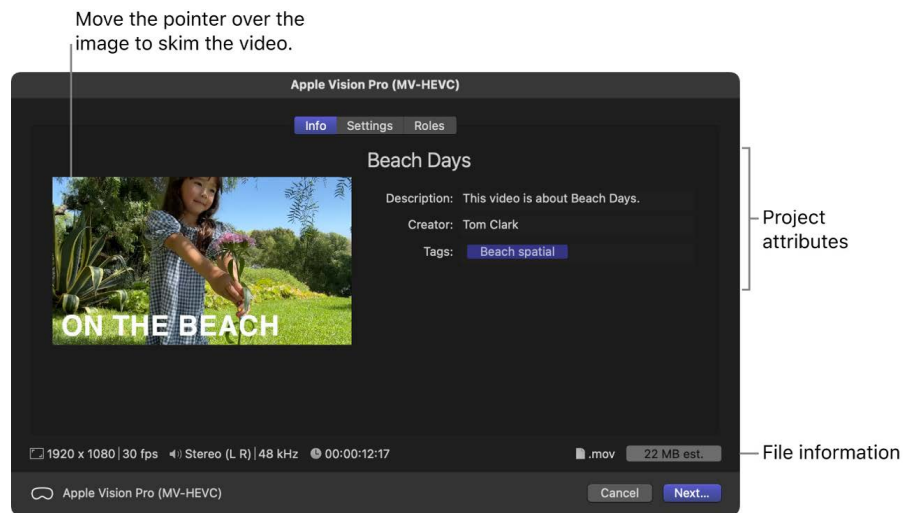 Move the pointer over the
image to skim the video.
Apple Vision Pro (MV-HEVC)
Info Settings Roles
Beach Days
Description: This video is about Beach Days.
Creator: Tom Clark
Tags: Beach spatial
ON THE BEACH
Project
attributes
1920 x 1080 | 30 fps Stereo (L R) | 48 kHz 00:00:12:17 .mov 22 MB est.
File information
Apple Vision Pro (MV-HEVC) Cancel Next...